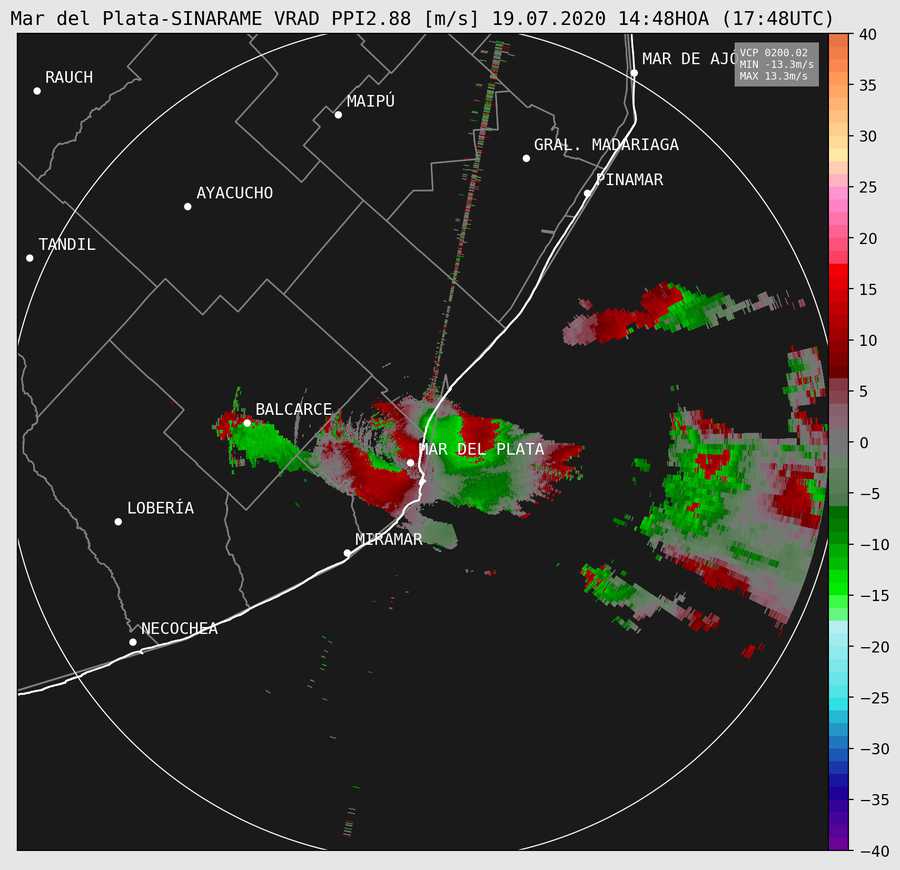 Mar del Plata-SINARAME VRAD PPI2.88 [m/s] 19.07.2020 14:48HOA (17:48UTC)
VCP 0200.02
MIN -13.3m/s
MAX 13.3m/s
MAR DE AJÓ
RAUCH
MAIPÚ
GRAL. MADARIAGA
PINAMAR
AYACUCHO
TANDIL
BALCARCE
MAR DEL PLATA
LOBERÍA
MIRAMAR
NECOCHEA
40
35
30
25
20
15
10
5
0
−5
−10
−15
−20
−25
−30
−35
−40